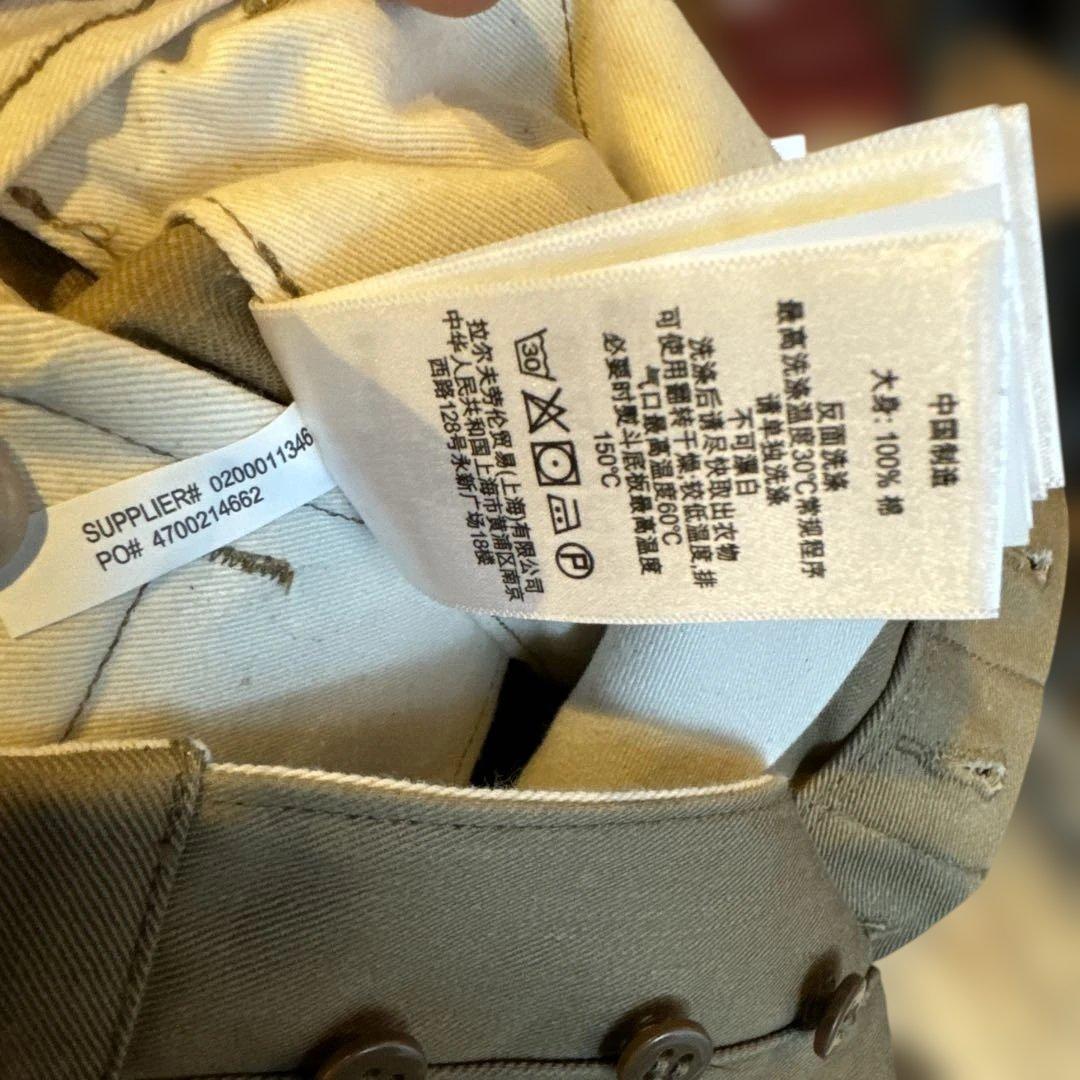 中国制造
大身: 100% 棉
反面洗涤
最高洗涤温度30℃常规程序
请单独洗涤
不可漂白
洗涤后请尽快取出衣物
可使用翻转干燥;较低温度,排
气口最高温度60℃
必要时熨斗底板最高温度
150℃
30
P
拉尔夫劳伦贸易(上海)有限公司
中华人民共和国上海市黄浦区南京
西路128号永新广场18楼
SUPPLIER# 0200011346
PO# 4700214662